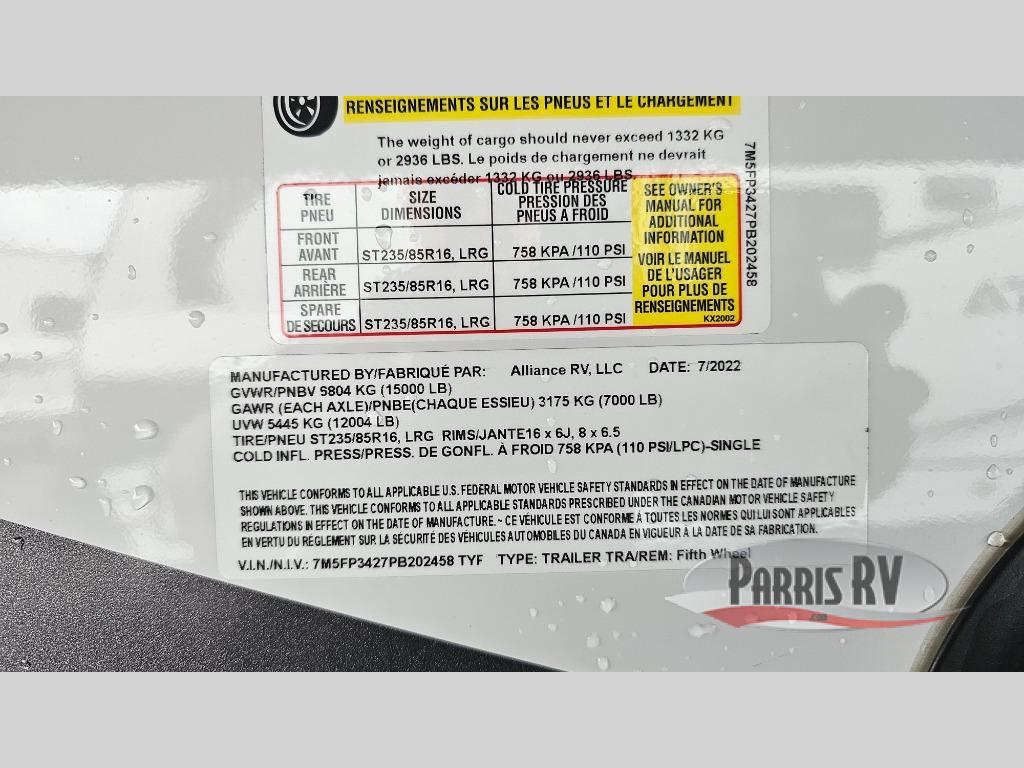 RENSEIGNEMENTS SUR LES PNEUS ET LE CHARGEMENT
The weight of cargo should never exceed 1332 KG
or 2936 LBS. Le poids de chargement ne devrait
jamais excéder 1332 KG ou 2936 LBS.
TIRE
PNEU
SIZE
DIMENSIONS
COLD TIRE PRESSURE
PRESSION DES
PNEUS A FROID
FRONT
AVANT
ST235/85R16, LRG
758 KPA /110 PSI
REAR
ARRIÈRE
ST235/85R16, LRG
758 KPA /110 PSI
SPARE
DE SECOURS
ST235/85R16, LRG
758 KPA /110 PSI
SEE OWNER'S
MANUAL FOR
ADDITIONAL
INFORMATION
VOIR LE MANUEL
DE L'USAGER
POUR PLUS DE
RENSEIGNEMENTS
KX2002
7M5FP3427PB202458
MANUFACTURED BY/FABRIQUÉ PAR: Alliance RV, LLC DATE: 7/2022
GVWR/PNBV 6804 KG (15000 LB)
GAWR (EACH AXLE)/PNBE(CHAQUE ESSIEU) 3175 KG (7000 LB)
UVW 5445 KG (12004 LB)
TIRE/PNEU ST235/85R16, LRG RIMS/JANTE16 x 6J, 8 x 6.5
COLD INFL. PRESS/PRESS. DE GONFL. À FROID 758 KPA (110 PSI/LPC)-SINGLE
THIS VEHICLE CONFORMS TO ALL APPLICABLE U.S. FEDERAL MOTOR VEHICLE SAFETY STANDARDS IN EFFECT ON THE DATE OF MANUFACTURE
SHOWN ABOVE. THIS VEHICLE CONFORMS TO ALL APPLICABLE STANDARDS PRESCRIBED UNDER THE CANADIAN MOTOR VEHICLE SAFETY
REGULATIONS IN EFFECT ON THE DATE OF MANUFACTURE. ~ CE VÉHICULE EST CONFORME À TOUTES LES NORMES QUI LUI SONT APPLICABLES
EN VERTU DU RÉGLEMENT SUR LA SÉCURITÉ DES VÉHICULES AUTOMOBILES DU CANADA EN VIGUEUR À LA DATE DE SA FABRICATION.
V.I.N./N.I.V.: 7M5FP3427PB202458 TYF TYPE: TRAILER TRA/REM: Fifth Wheel
PARRIS RV
.COM